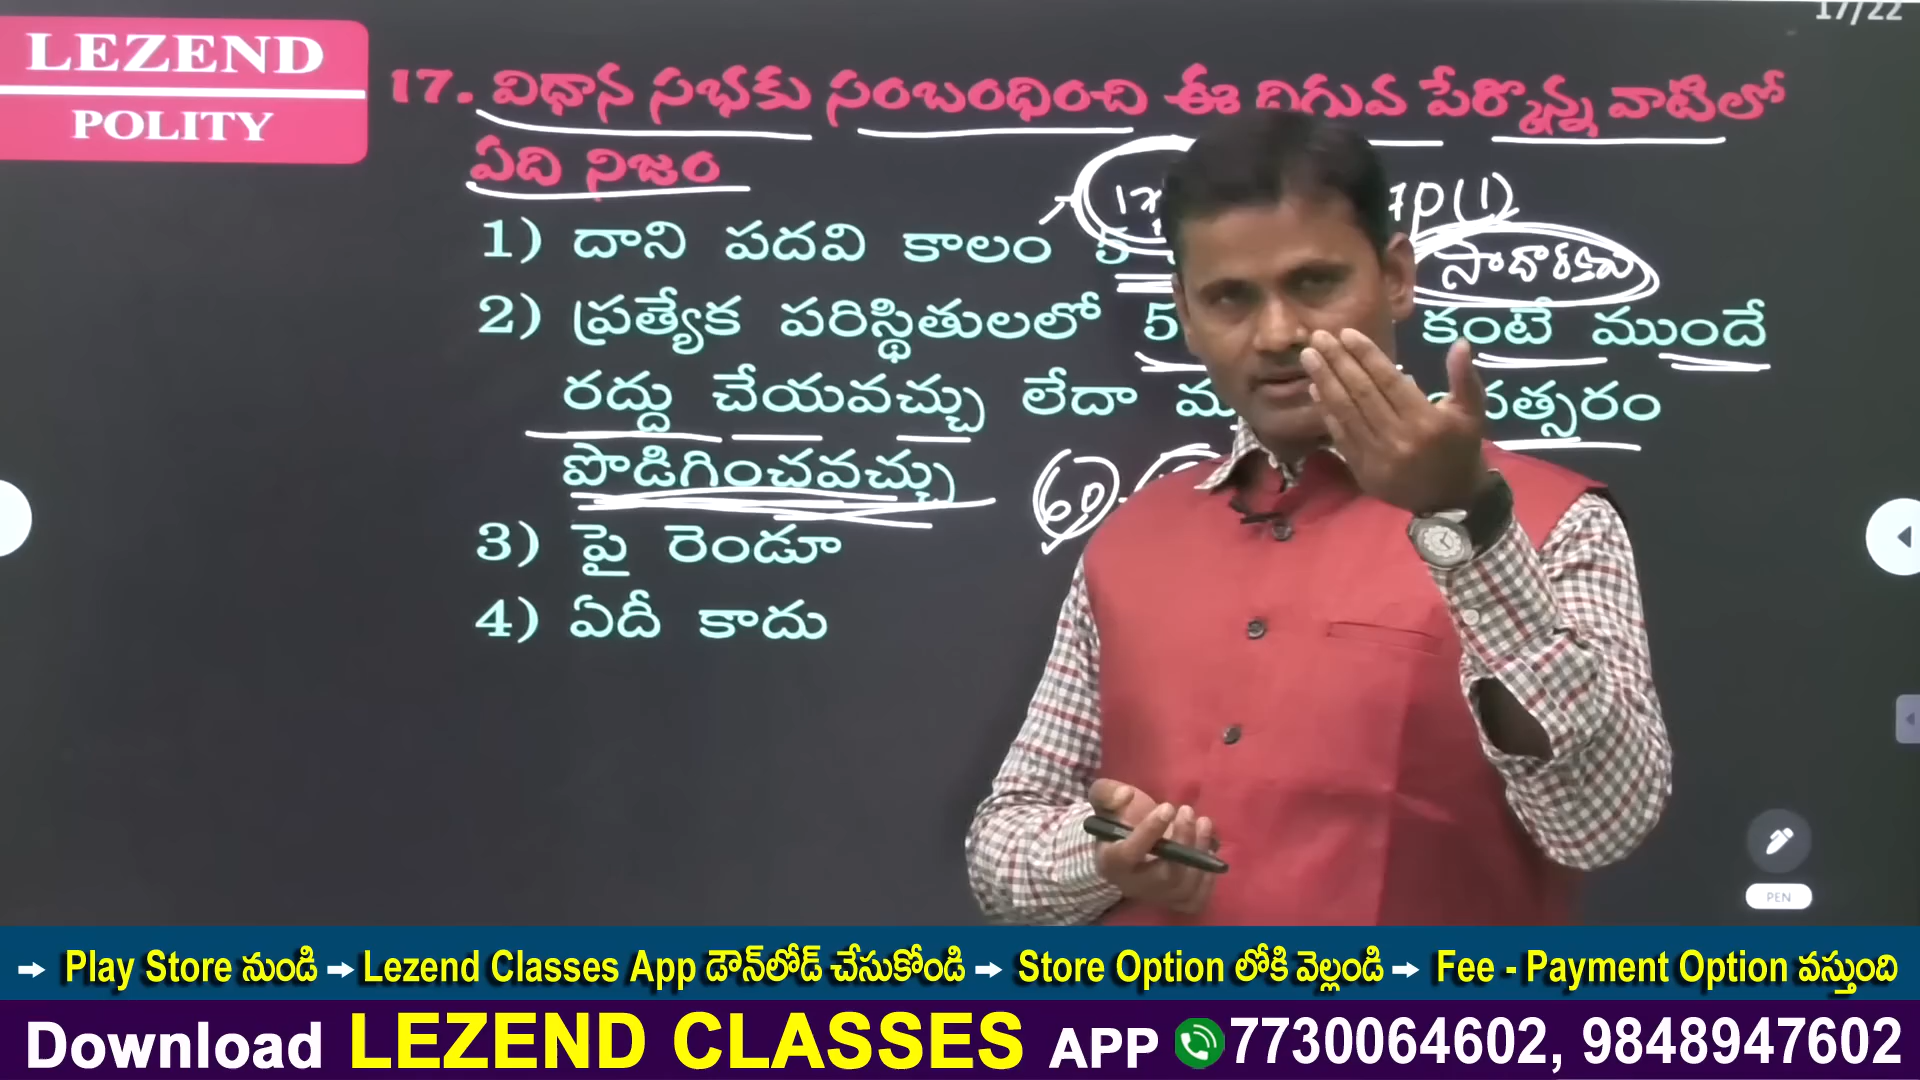 17/22
LEZEND
POLITY
17. విధాన సభకు సంబంధించి ఈ దిగువ పేర్కొన్న వాటిలో
ఏది నిజం
1) దాని పదవి కాలం 5
సాదారణ
2) ప్రత్యేక పరిస్థితులలో 5 కంటే ముందే
రద్దు చేయవచ్చు లేదా
పొడిగించవచ్చు
3) పై రెండూ
4) ఏదీ కాదు
PEN
→ Play Store నుండి → Lezend Classes App డౌన్‌లోడ్ చేసుకోండి → Store Option లోకి వెల్లండి → Fee - Payment Option వస్తుంది
Download LEZEND CLASSES APP 7730064602, 9848947602